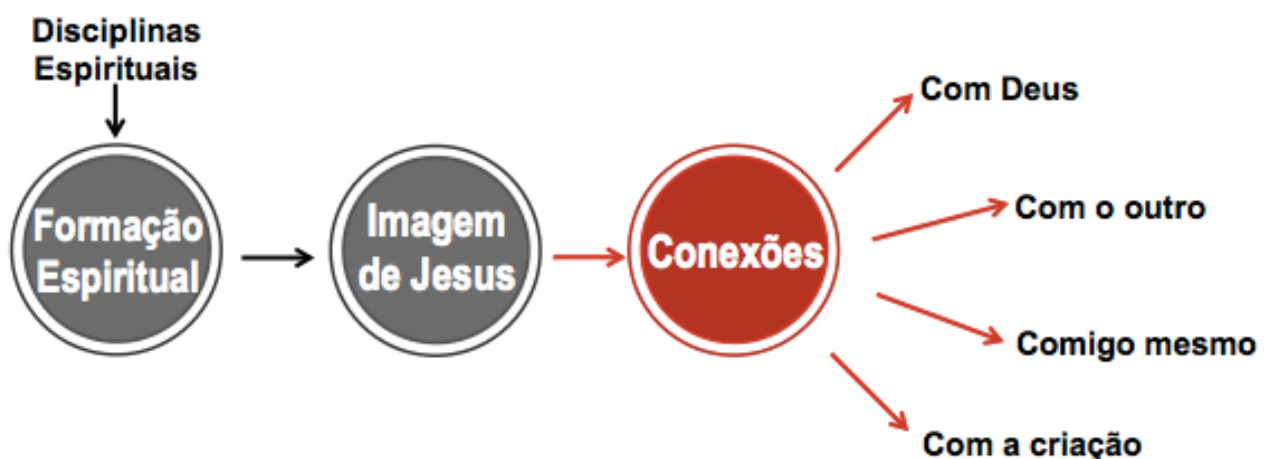 Disciplinas
Espirituais
Formação
Espiritual
Imagem
de Jesus
Conexões
Com Deus
Com o outro
Comigo mesmo
Com a criação